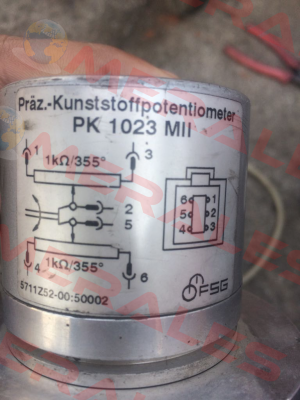 Präz.-Kunststoffpotentiometer
PK 1023 MII
1
3
1kΩ/355°
2
5
1kΩ/355°
4
6
6 1
5 2
4 3
5711Z52-00:50002
FSG
MERALES